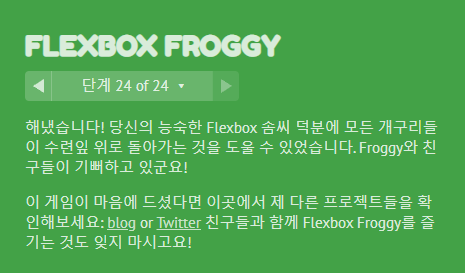 FLEXBOX FROGGY
단계 24 of 24
해냈습니다! 당신의 능숙한 Flexbox 솜씨 덕분에 모든 개구리들
이 수련잎 위로 돌아가는 것을 도울 수 있었습니다. Froggy와 친
구들이 기뻐하고 있군요!
이 게임이 마음에 드셨다면 이곳에서 제 다른 프로젝트들을 확
인해보세요: blog or Twitter 친구들과 함께 Flexbox Froggy를 즐
기는 것도 잊지 마시고요!